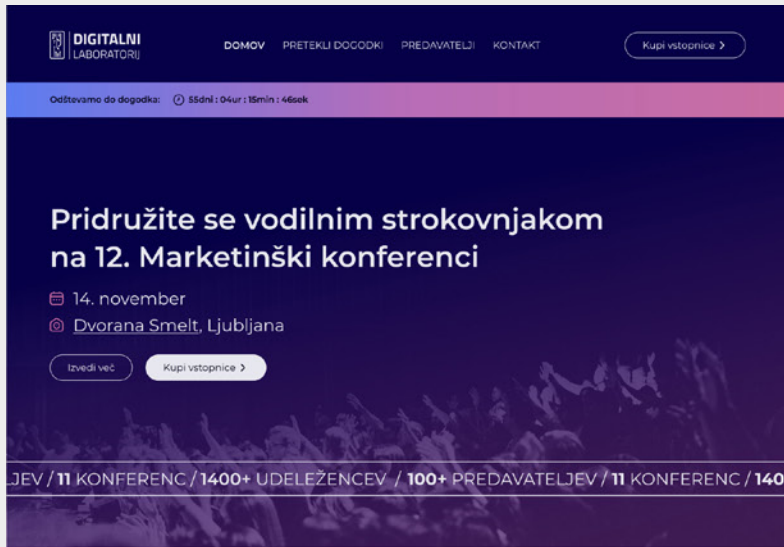 DIGITALNI
LABORATORIJ
DOMOV PRETEKLI DOGODKI PREDAVATELJI KONTAKT
Kupi vstopnice >
Odštevamo do dogodka: 55dni : 04ur : 15min : 46sek
Pridružite se vodilnim strokovnjakom
na 12. Marketinški konferenci
14. november
Dvorana Smelt, Ljubljana
Izvedi več Kupi vstopnice >
LJEV / 11 KONFERENC / 1400+ UDELEŽENCEV / 100+ PREDAVATELJEV / 11 KONFERENC / 140